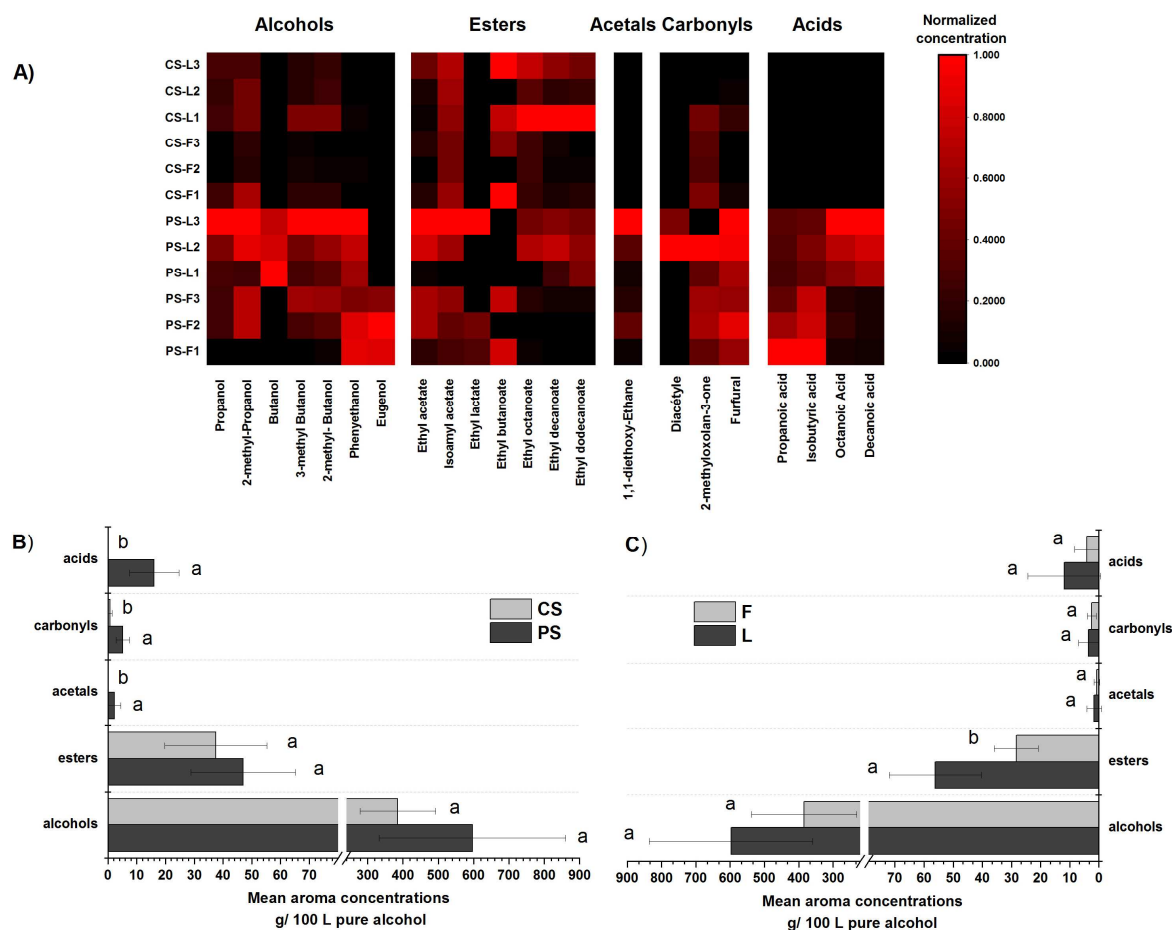 Alcohols Esters Acetals Carbonyls Acids
Normalized
concentration
A)
CS-L3
CS-L2
CS-L1
CS-F3
CS-F2
CS-F1
PS-L3
PS-L2
PS-L1
PS-F3
PS-F2
PS-F1
1.000
0.8000
0.6000
0.4000
0.2000
0.000
Propanol
2-methyl-Propanol
Butanol
3-methyl Butanol
2-methyl- Butanol
Phenyethanol
Eugenol
Ethyl acetate
Isoamyl acetate
Ethyl lactate
Ethyl butanoate
Ethyl octanoate
Ethyl decanoate
Ethyl dodecanoate
1,1-diethoxy-Ethane
Diacétyle
2-methyloxolan-3-one
Furfural
Propanoic acid
Isobutyric acid
Octanoic Acid
Decanoic acid
B)
acids
carbonyls
acetals
esters
alcohols
b
a
b
a
b
a
a
a
a
a
CS
PS
0 10 20 30 40 50 60 70 300 400 500 600 700 800 900
Mean aroma concentrations
g/ 100 L pure alcohol
C)
F
L
a
a
a
a
a
a
b
a
a
a
acids
carbonyls
acetals
esters
alcohols
900 800 700 600 500 400 300 70 60 50 40 30 20 10 0
Mean aroma concentrations
g/ 100 L pure alcohol